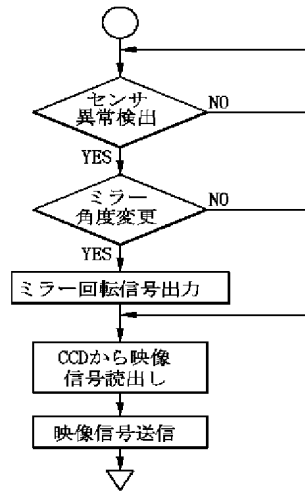 センサ
異常検出
NO
YES
ミラー
角度変更
NO
YES
ミラー回転信号出力
CCDから映像
信号読出し
映像信号送信